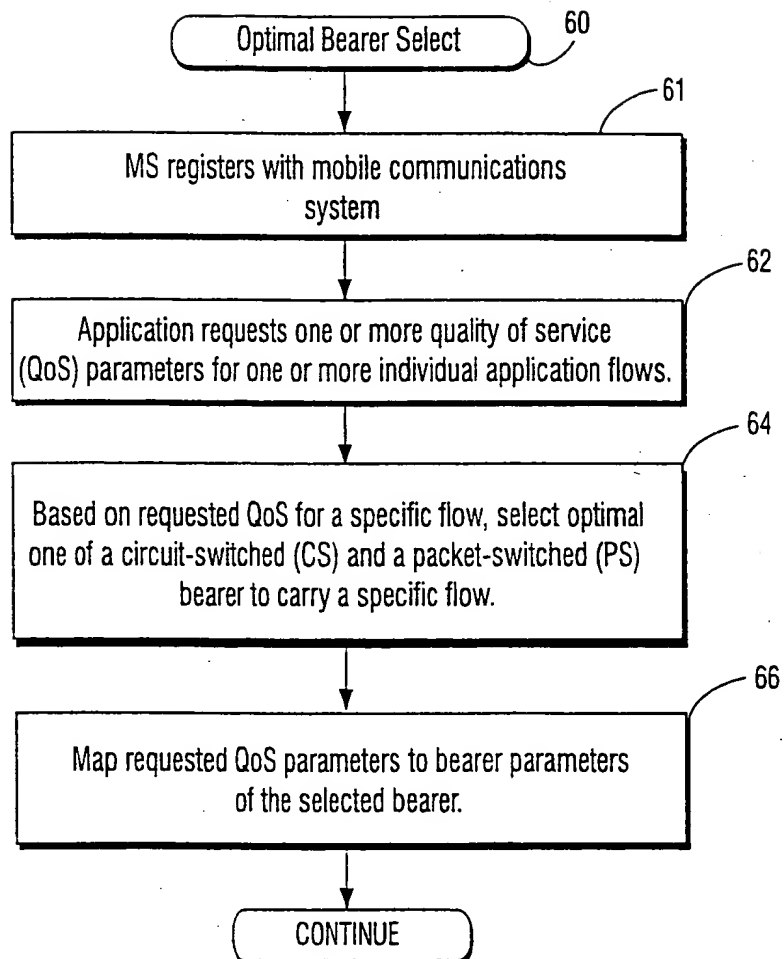 Optimal Bearer Select
60
61
MS registers with mobile communications
system
62
Application requests one or more quality of service
(QoS) parameters for one or more individual application flows.
64
Based on requested QoS for a specific flow, select optimal
one of a circuit-switched (CS) and a packet-switched (PS)
bearer to carry a specific flow.
66
Map requested QoS parameters to bearer parameters
of the selected bearer.
CONTINUE